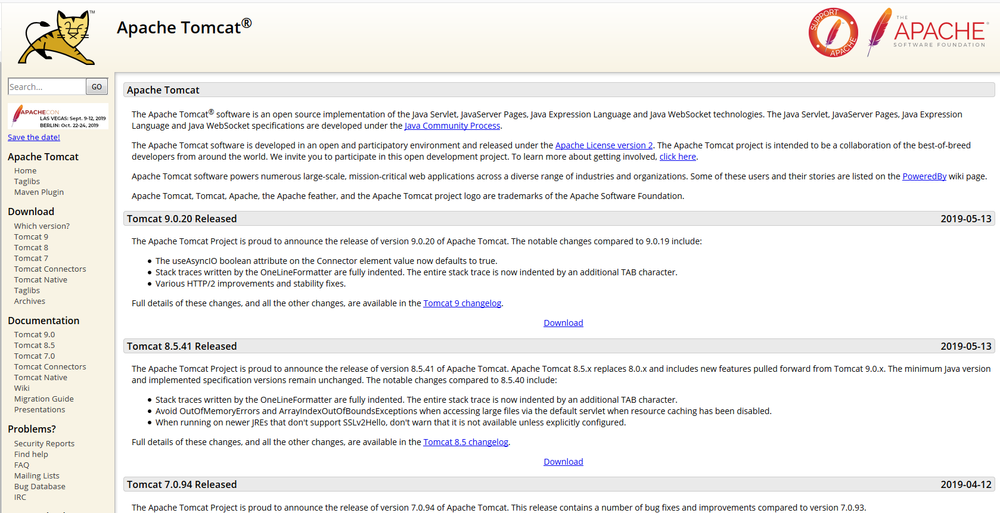 Apache Tomcat®
TM
SUPPORT
APACHE
THE
APACHE®
SOFTWARE FOUNDATION
Search...
GO
APACHECON
LAS VEGAS: Sept. 9-12, 2019
BERLIN: Oct. 22-24, 2019
Save the date!
Apache Tomcat
Home
Taglibs
Maven Plugin
Download
Which version?
Tomcat 9
Tomcat 8
Tomcat 7
Tomcat Connectors
Tomcat Native
Taglibs
Archives
Documentation
Tomcat 9.0
Tomcat 8.5
Tomcat 7.0
Tomcat Connectors
Tomcat Native
Wiki
Migration Guide
Presentations
Problems?
Security Reports
Find help
FAQ
Mailing Lists
Bug Database
IRC
Apache Tomcat
The Apache Tomcat® software is an open source implementation of the Java Servlet, JavaServer Pages, Java Expression Language and Java WebSocket technologies. The Java Servlet, JavaServer Pages, Java Expression
Language and Java WebSocket specifications are developed under the Java Community Process.
The Apache Tomcat software is developed in an open and participatory environment and released under the Apache License version 2. The Apache Tomcat project is intended to be a collaboration of the best-of-breed
developers from around the world. We invite you to participate in this open development project. To learn more about getting involved, click here.
Apache Tomcat software powers numerous large-scale, mission-critical web applications across a diverse range of industries and organizations. Some of these users and their stories are listed on the PoweredBy wiki page.
Apache Tomcat, Tomcat, Apache, the Apache feather, and the Apache Tomcat project logo are trademarks of the Apache Software Foundation.
Tomcat 9.0.20 Released 2019-05-13
The Apache Tomcat Project is proud to announce the release of version 9.0.20 of Apache Tomcat. The notable changes compared to 9.0.19 include:
• The useAsyncIO boolean attribute on the Connector element value now defaults to true.
• Stack traces written by the OneLineFormatter are fully indented. The entire stack trace is now indented by an additional TAB character.
• Various HTTP/2 improvements and stability fixes.
Full details of these changes, and all the other changes, are available in the Tomcat 9 changelog.
Download
Tomcat 8.5.41 Released 2019-05-13
The Apache Tomcat Project is proud to announce the release of version 8.5.41 of Apache Tomcat. Apache Tomcat 8.5.x replaces 8.0.x and includes new features pulled forward from Tomcat 9.0.x. The minimum Java version
and implemented specification versions remain unchanged. The notable changes compared to 8.5.40 include:
• Stack traces written by the OneLineFormatter are fully indented. The entire stack trace is now indented by an additional TAB character.
• Avoid OutOfMemoryErrors and ArrayIndexOutOfBoundsExceptions when accessing large files via the default servlet when resource caching has been disabled.
• When running on newer JREs that don't support SSLv2Hello, don't warn that it is not available unless explicitly configured.
Full details of these changes, and all the other changes, are available in the Tomcat 8.5 changelog.
Download
Tomcat 7.0.94 Released 2019-04-12
The Apache Tomcat Project is proud to announce the release of version 7.0.94 of Apache Tomcat. This release contains a number of bug fixes and improvements compared to version 7.0.93.